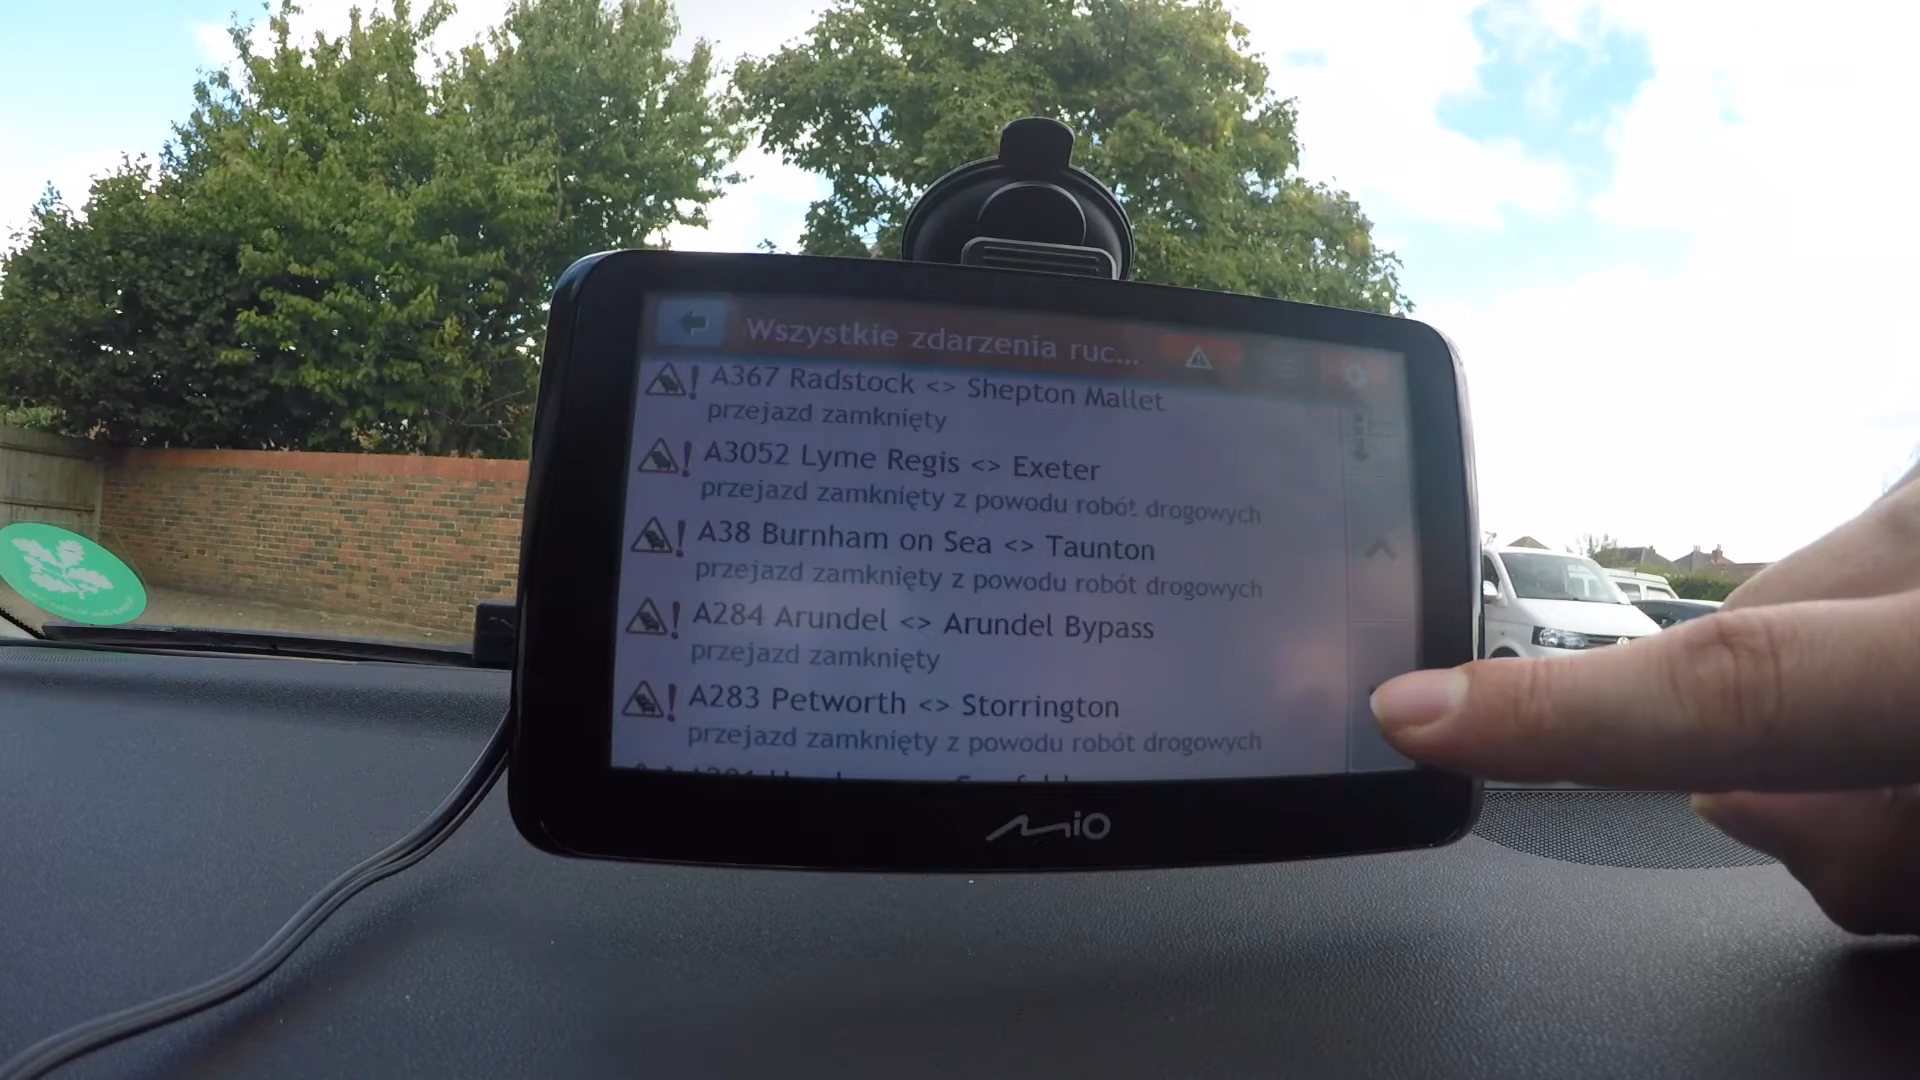 Wszystkie zdarzenia ruc...
A367 Radstock <> Shepton Mallet
przejazd zamknięty
A3052 Lyme Regis <> Exeter
przejazd zamknięty z powodu robót drogowych
A38 Burnham on Sea <> Taunton
przejazd zamknięty z powodu robót drogowych
A284 Arundel <> Arundel Bypass
przejazd zamknięty
A283 Petworth <> Storrington
przejazd zamknięty z powodu robót drogowych
Mio